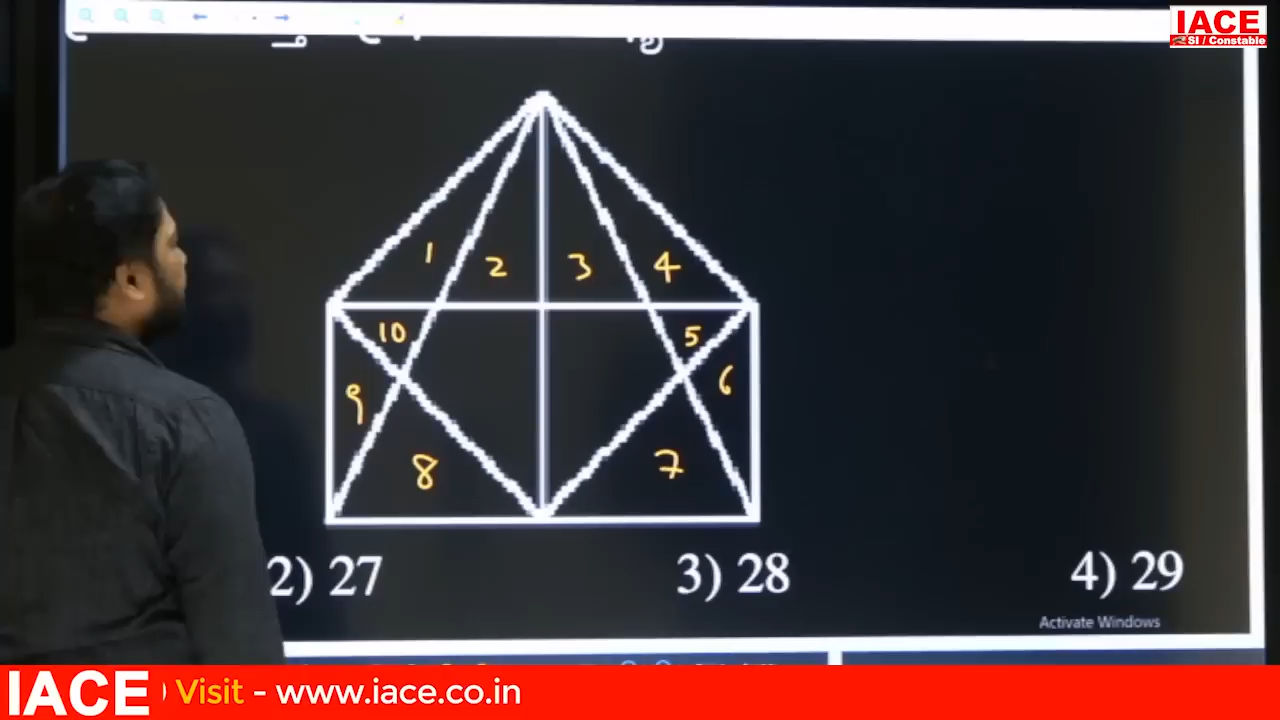 IACE
SI / Constable
1
2
3
4
10
5
9
6
8
7
2) 27
3) 28
4) 29
Activate Windows
IACE
Visit - www.iace.co.in